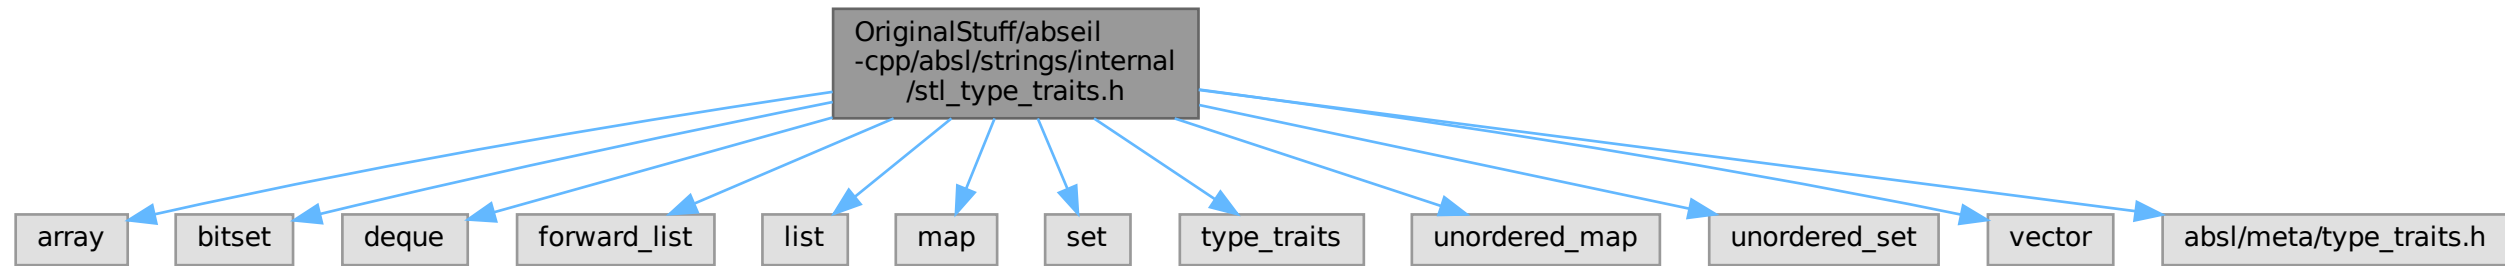 OriginalStuff/abseil
-cpp/absl/strings/internal
/stl_type_traits.h
array
bitset
deque
forward_list
list
map
set
type_traits
unordered_map
unordered_set
vector
absl/meta/type_traits.h